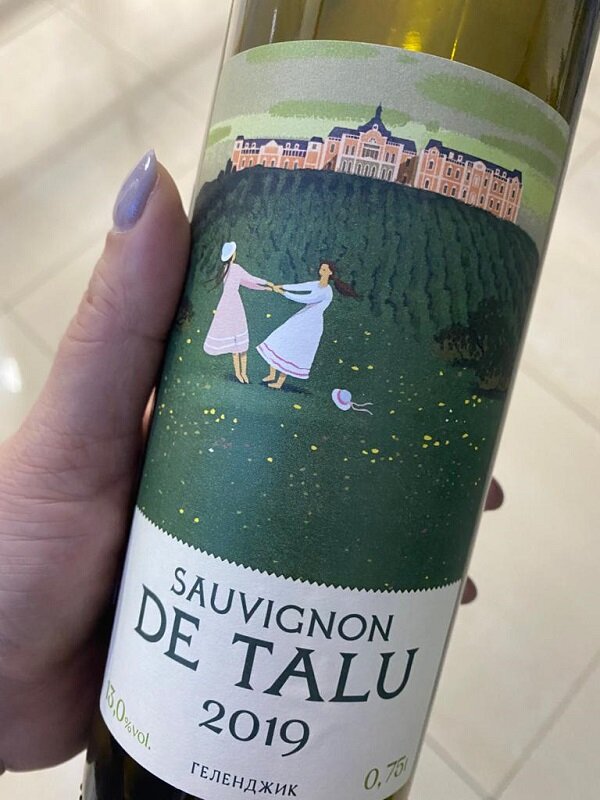 SAUVIGNON
DE TALU
2019
13,0%vol.
ГЕЛЕНДЖИК
0,75l